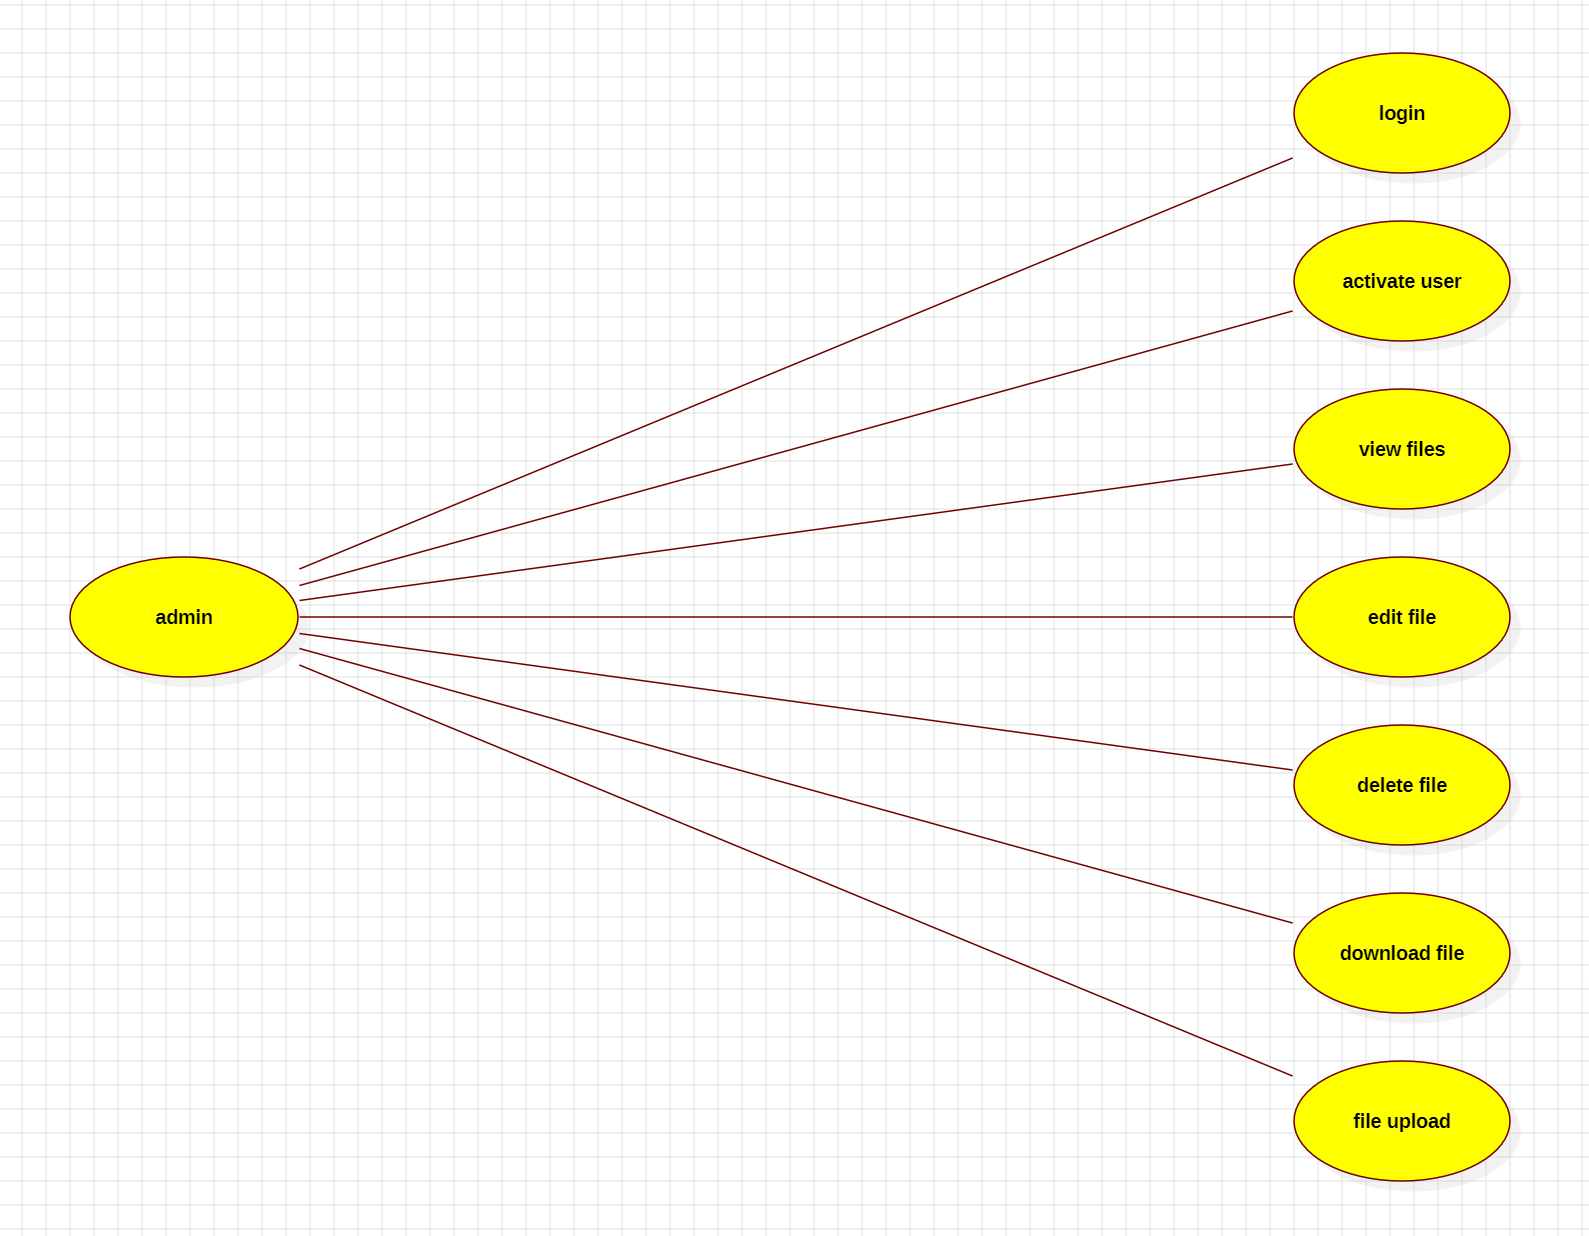 login
activate user
view files
admin
edit file
delete file
download file
file upload